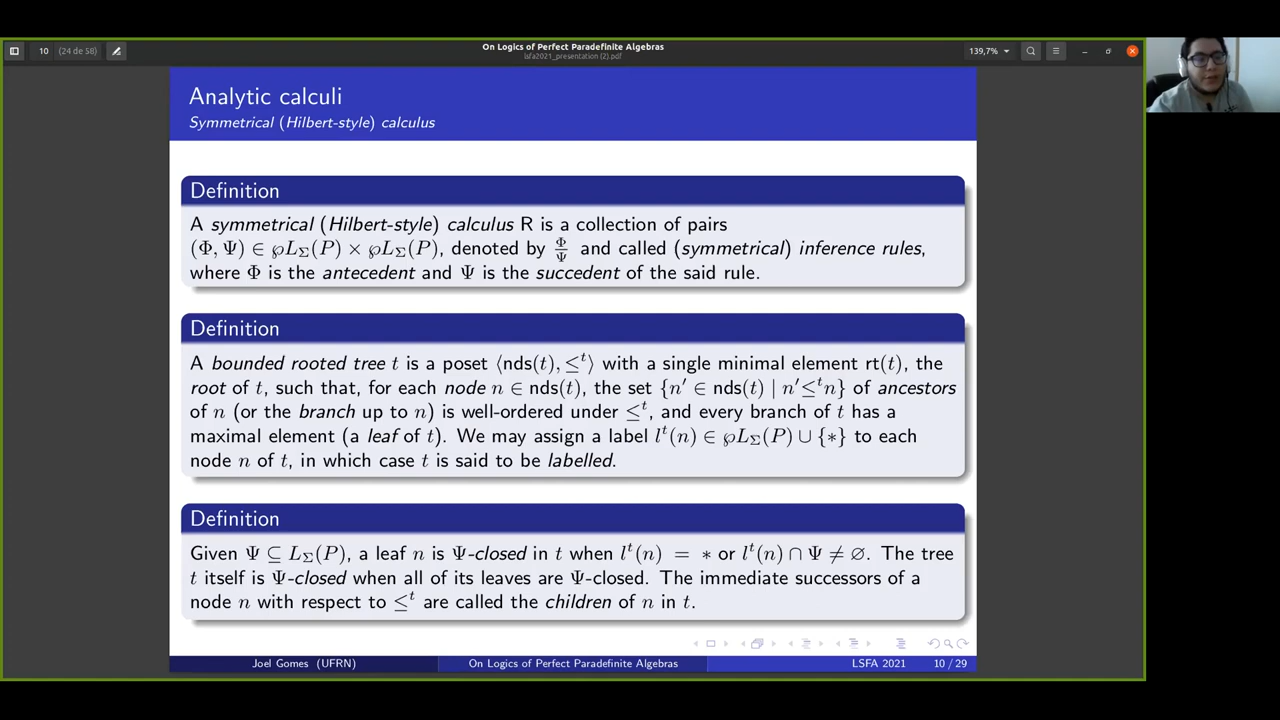 10 (24 de 58)
On Logics of Perfect Paradefinite Algebras
lsfa2021_presentation (2).pdf
139,7%
Analytic calculi
Symmetrical (Hilbert-style) calculus
Definition
A symmetrical (Hilbert-style) calculus R is a collection of pairs
(Φ, Ψ) ∈ ℘L_Σ(P) × ℘L_Σ(P), denoted by Φ/Ψ and called (symmetrical) inference rules,
where Φ is the antecedent and Ψ is the succedent of the said rule.
Definition
A bounded rooted tree t is a poset ⟨nds(t), ≤ᵗ⟩ with a single minimal element rt(t), the
root of t, such that, for each node n ∈ nds(t), the set {n′ ∈ nds(t) | n′≤ᵗn} of ancestors
of n (or the branch up to n) is well-ordered under ≤ᵗ, and every branch of t has a
maximal element (a leaf of t). We may assign a label lᵗ(n) ∈ ℘L_Σ(P) ∪ {*} to each
node n of t, in which case t is said to be labelled.
Definition
Given Ψ ⊆ L_Σ(P), a leaf n is Ψ-closed in t when lᵗ(n) = * or lᵗ(n) ∩ Ψ ≠ ∅. The tree
t itself is Ψ-closed when all of its leaves are Ψ-closed. The immediate successors of a
node n with respect to ≤ᵗ are called the children of n in t.
Joel Gomes (UFRN) On Logics of Perfect Paradefinite Algebras LSFA 2021 10 / 29